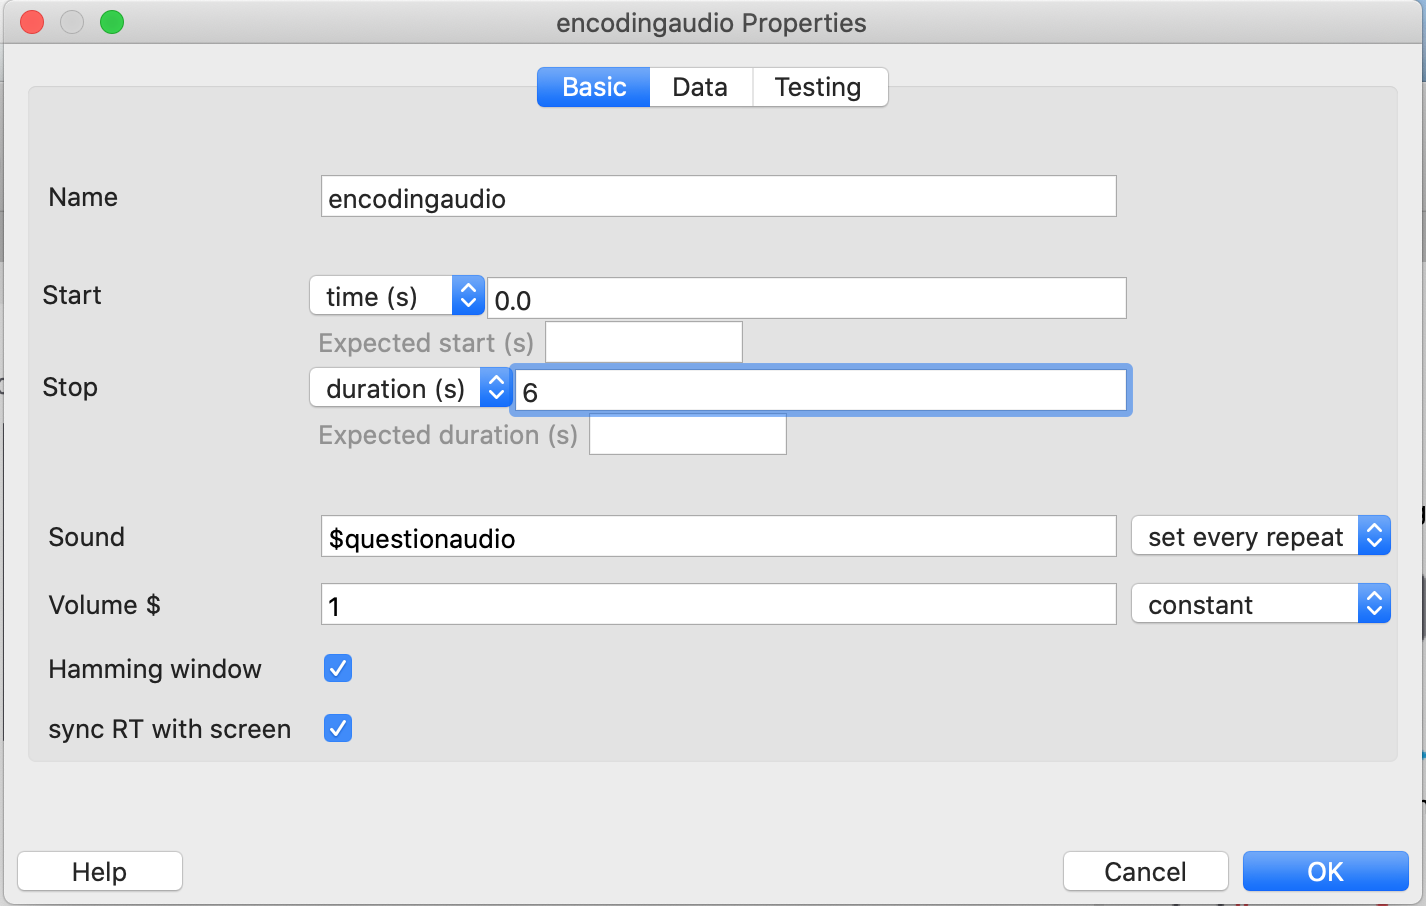 encodingaudio Properties
Basic Data Testing
Name encodingaudio
Start time (s) 0.0
Expected start (s)
Stop duration (s) 6
Expected duration (s)
Sound $questionaudio set every repeat
Volume $ 1 constant
Hamming window
sync RT with screen
Help Cancel OK